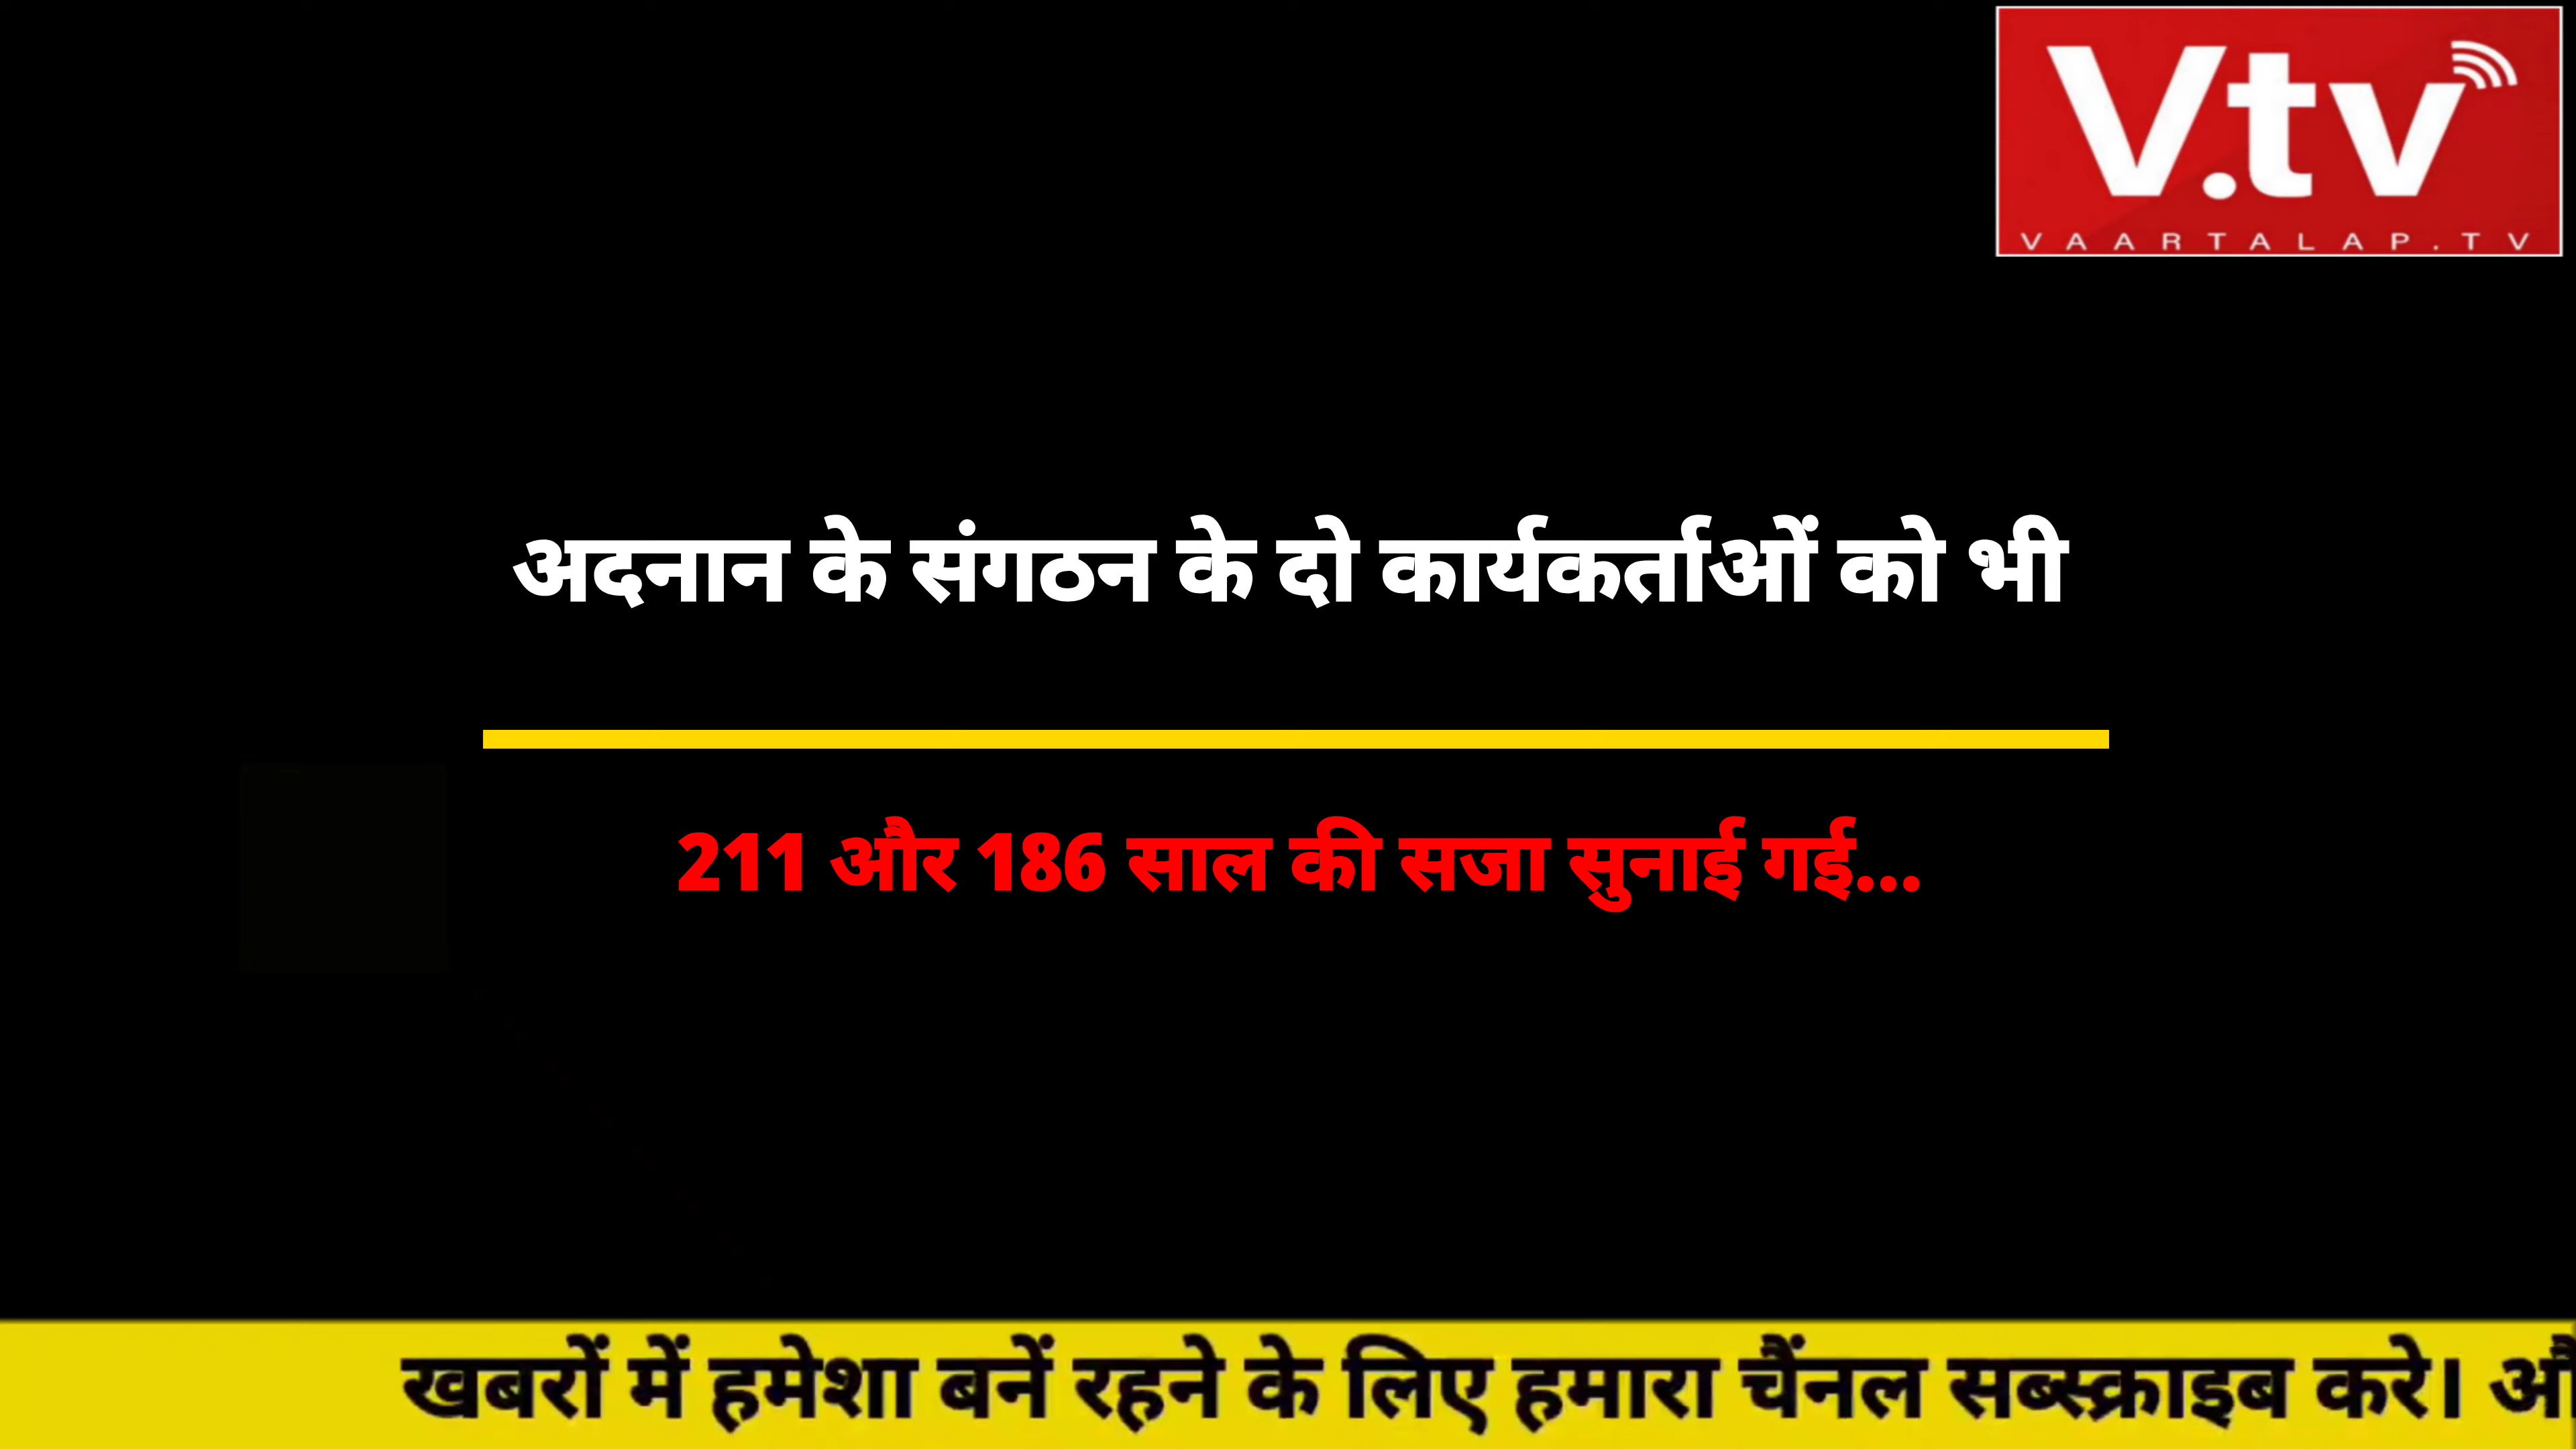 V.tv
VAARTALAP.TV
अदनान के संगठन के दो कार्यकर्ताओं को भी
211 और 186 साल की सजा सुनाई गई...
खबरों में हमेशा बनें रहने के लिए हमारा चैंनल सब्स्क्राइब करे।